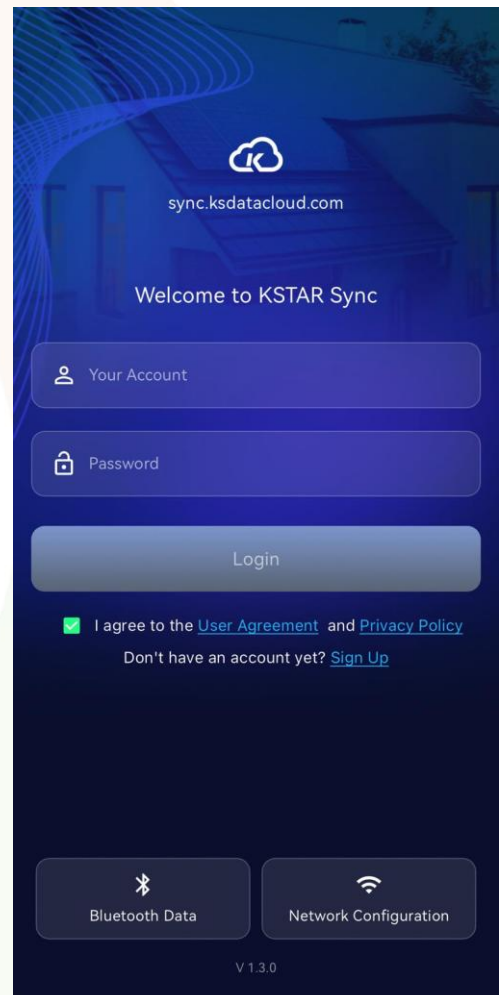 K
sync.ksdatacloud.com
Welcome to KSTAR Sync
Your Account
Password
Login
I agree to the User Agreement and Privacy Policy
Don't have an account yet? Sign Up
Bluetooth Data
Network Configuration
V 1.3.0